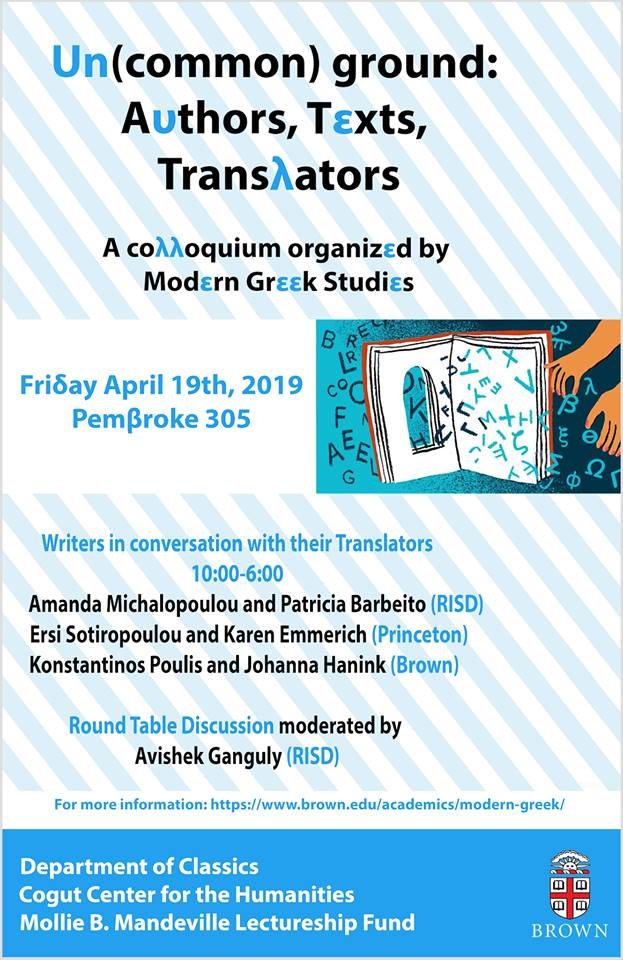 Un(common) ground:
Aυthors, Tεxts,
Transλators
A coλλoquium organizεd by
Modεrn Grεεk Studiεs
Friδay April 19th, 2019
Pemβroke 305
Writers in conversation with their Translators
10:00-6:00
Amanda Michalopoulou and Patricia Barbeito (RISD)
Ersi Sotiropoulou and Karen Emmerich (Princeton)
Konstantinos Poulis and Johanna Hanink (Brown)
Round Table Discussion moderated by
Avishek Ganguly (RISD)
For more information: https://www.brown.edu/academics/modern-greek/
Department of Classics
Cogut Center for the Humanities
Mollie B. Mandeville Lectureship Fund
BROWN